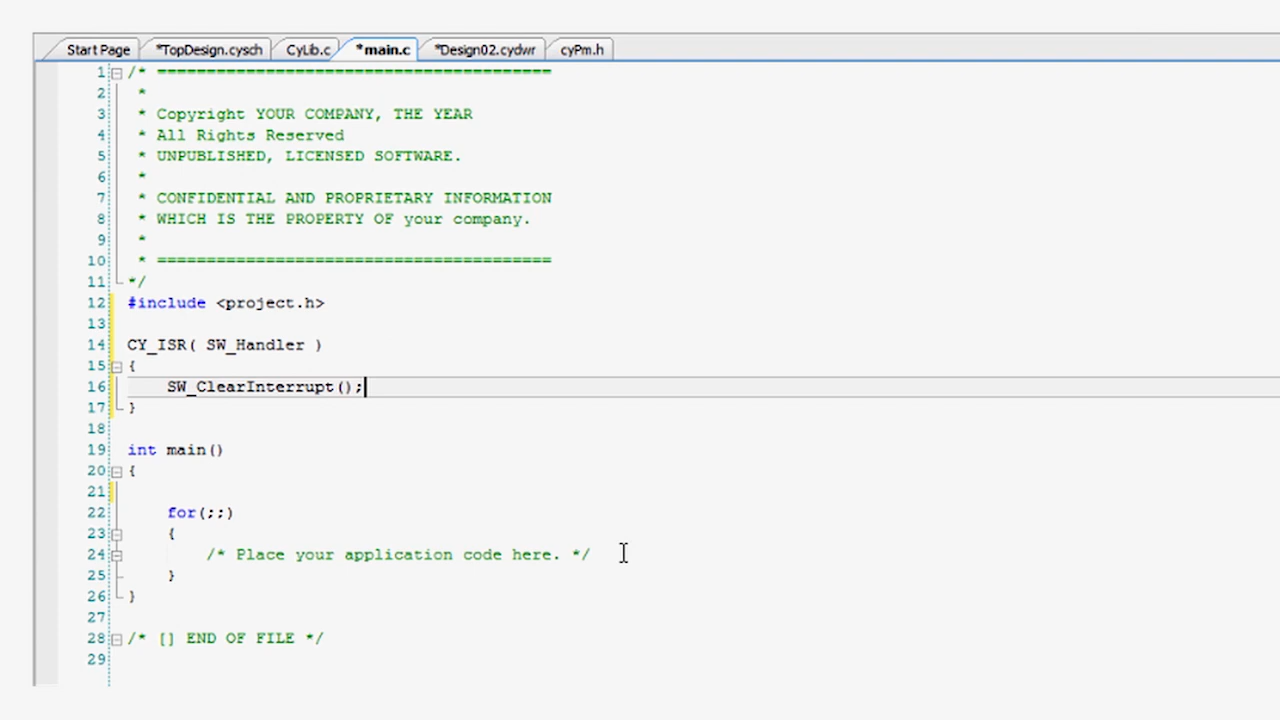 Start Page *TopDesign.cysch CyLib.c *main.c *Design02.cydwr cyPm.h
1 /* ========================================
2 *
3 * Copyright YOUR COMPANY, THE YEAR
4 * All Rights Reserved
5 * UNPUBLISHED, LICENSED SOFTWARE.
6 *
7 * CONFIDENTIAL AND PROPRIETARY INFORMATION
8 * WHICH IS THE PROPERTY OF your company.
9 *
10 * ========================================
11 */
12 #include <project.h>
13
14 CY_ISR( SW_Handler )
15 {
16 SW_ClearInterrupt();
17 }
18
19 int main()
20 {
21
22 for(;;)
23 {
24 /* Place your application code here. */
25 }
26 }
27
28 /* [] END OF FILE */
29